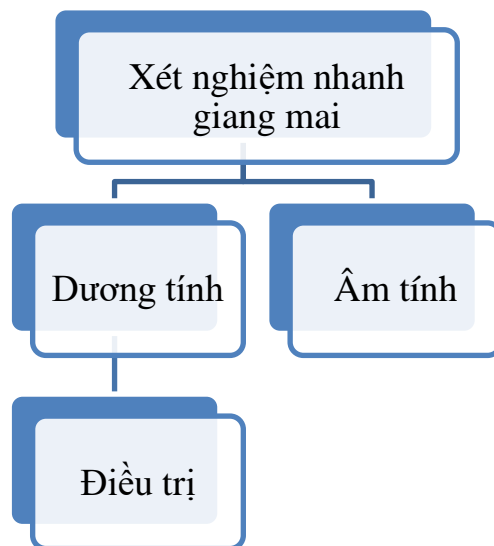 Xét nghiệm nhanh
giang mai
Dương tính
Âm tính
Điều trị